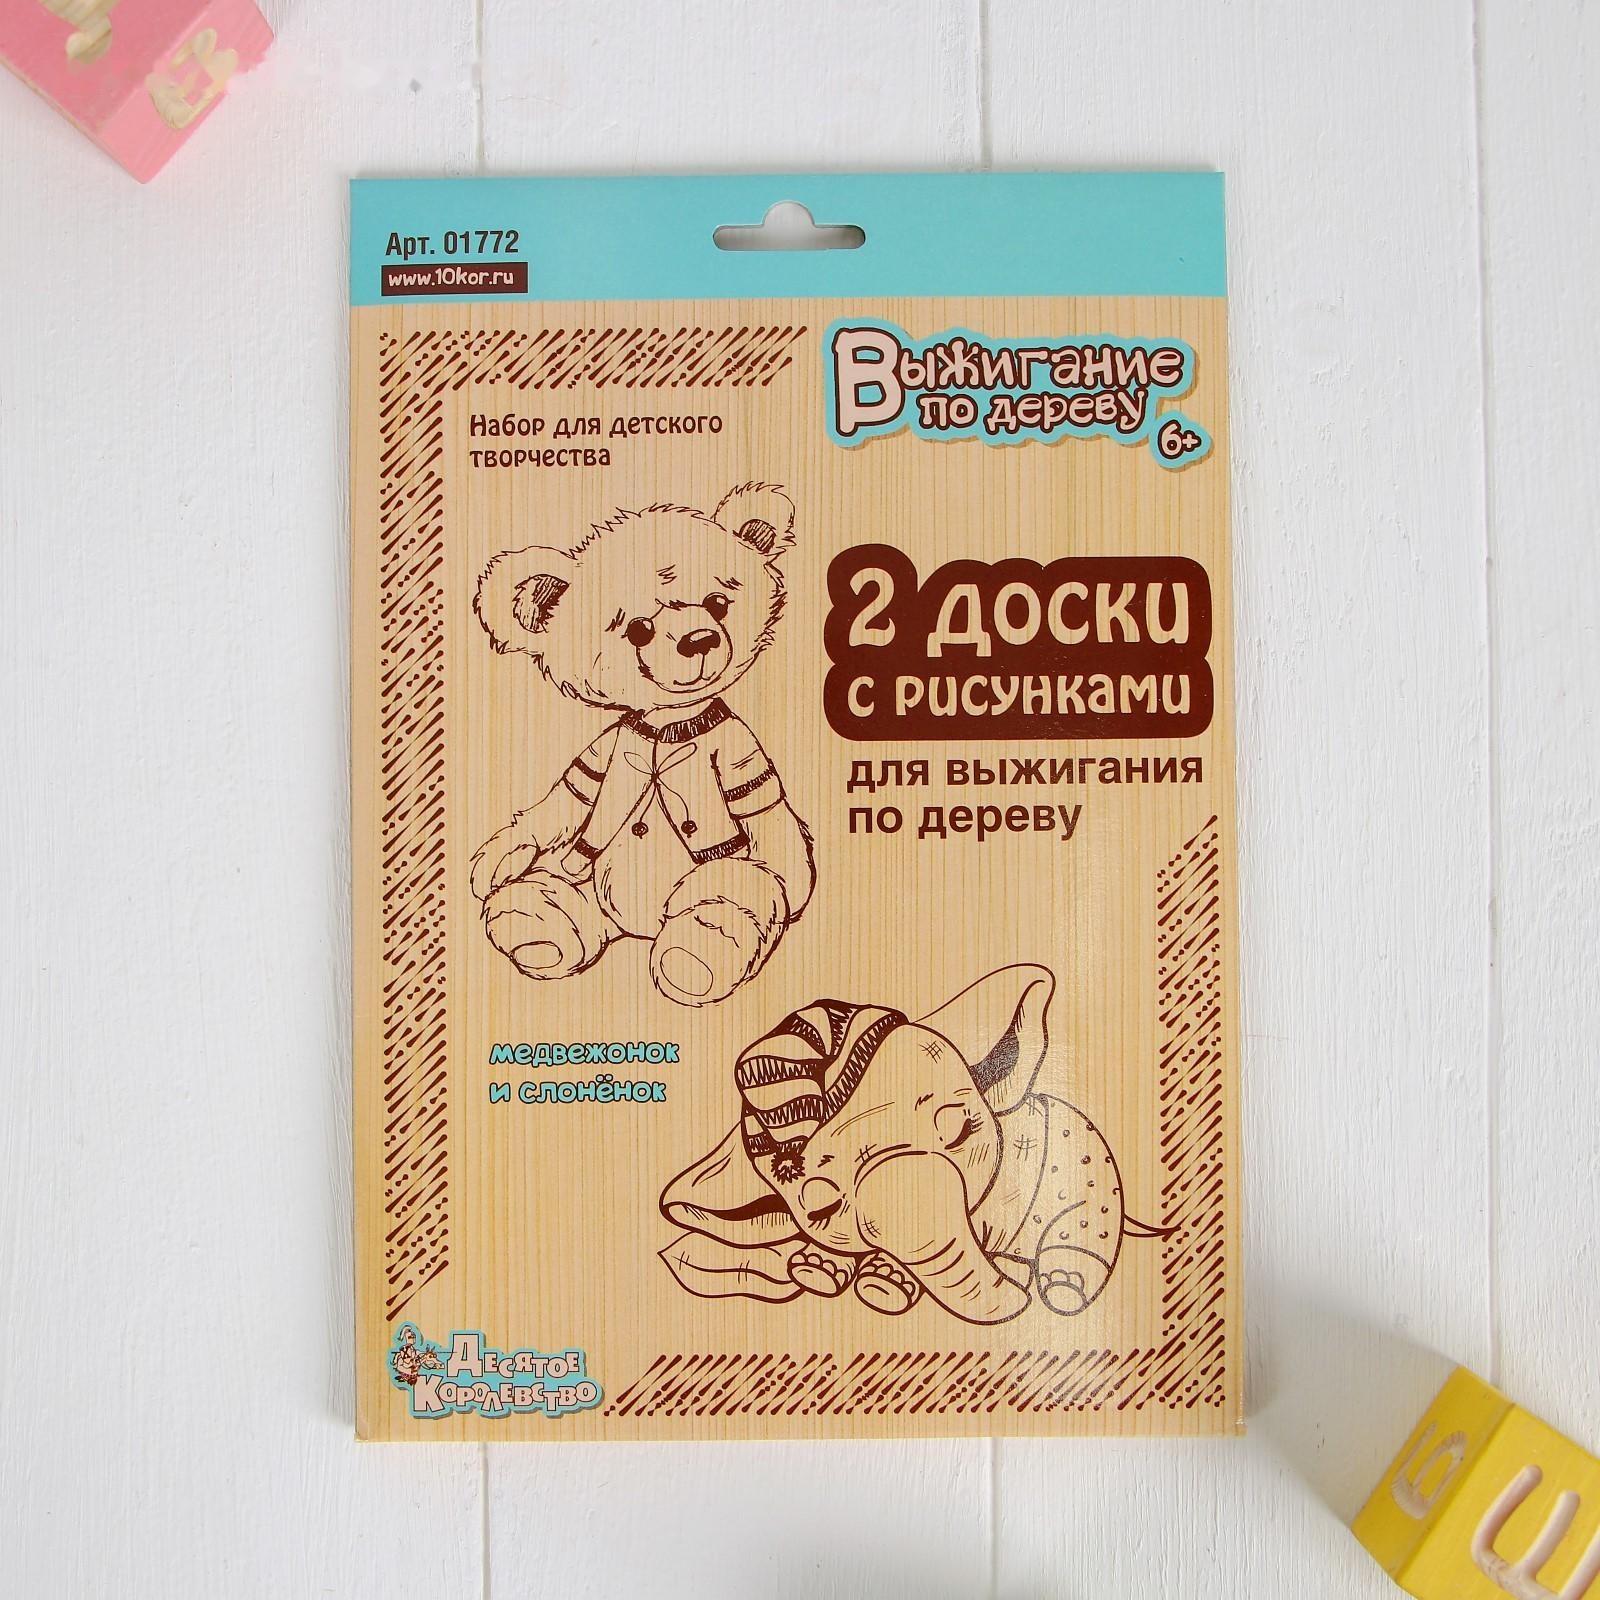 Арт. 01772
www.10kor.ru
Выжигание
по дереву
6+
Набор для детского
творчества
2 доски
с рисунками
для выжигания
по дереву
медвежонок
и слонёнок
Десятое
Королевство
В
Ш